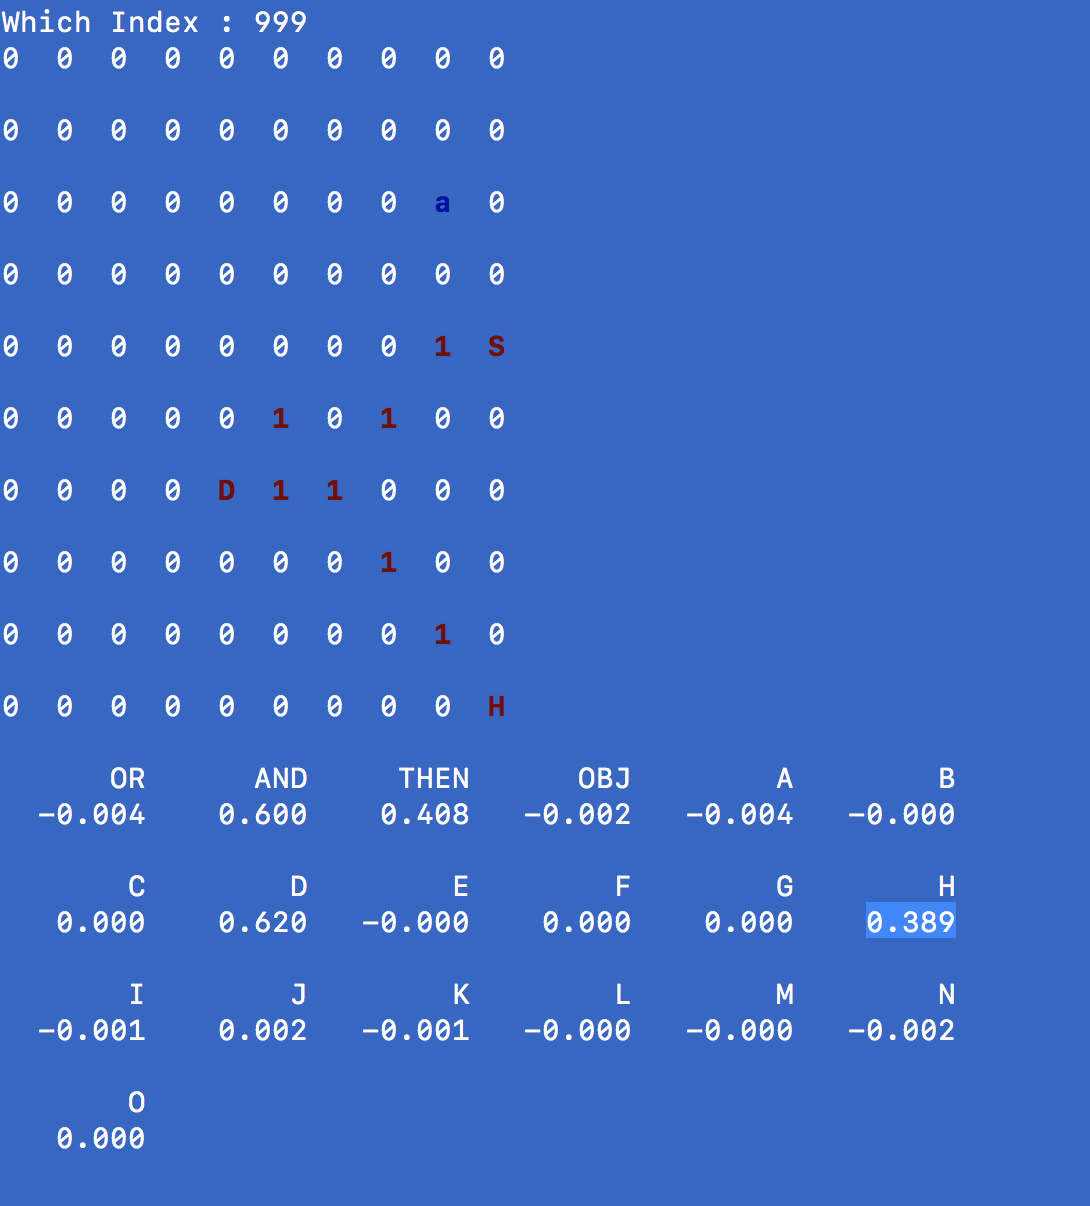 Which Index : 999
0 0 0 0 0 0 0 0 0 0
0 0 0 0 0 0 0 0 0 0
0 0 0 0 0 0 0 0 a 0
0 0 0 0 0 0 0 0 0 0
0 0 0 0 0 0 0 0 1 S
0 0 0 0 0 1 0 1 0 0
0 0 0 0 D 1 1 0 0 0
0 0 0 0 0 0 0 1 0 0
0 0 0 0 0 0 0 0 1 0
0 0 0 0 0 0 0 0 0 H
OR AND THEN OBJ A B
-0.004 0.600 0.408 -0.002 -0.004 -0.000
C D E F G H
0.000 0.620 -0.000 0.000 0.000 0.389
I J K L M N
-0.001 0.002 -0.001 -0.000 -0.000 -0.002
O
0.000